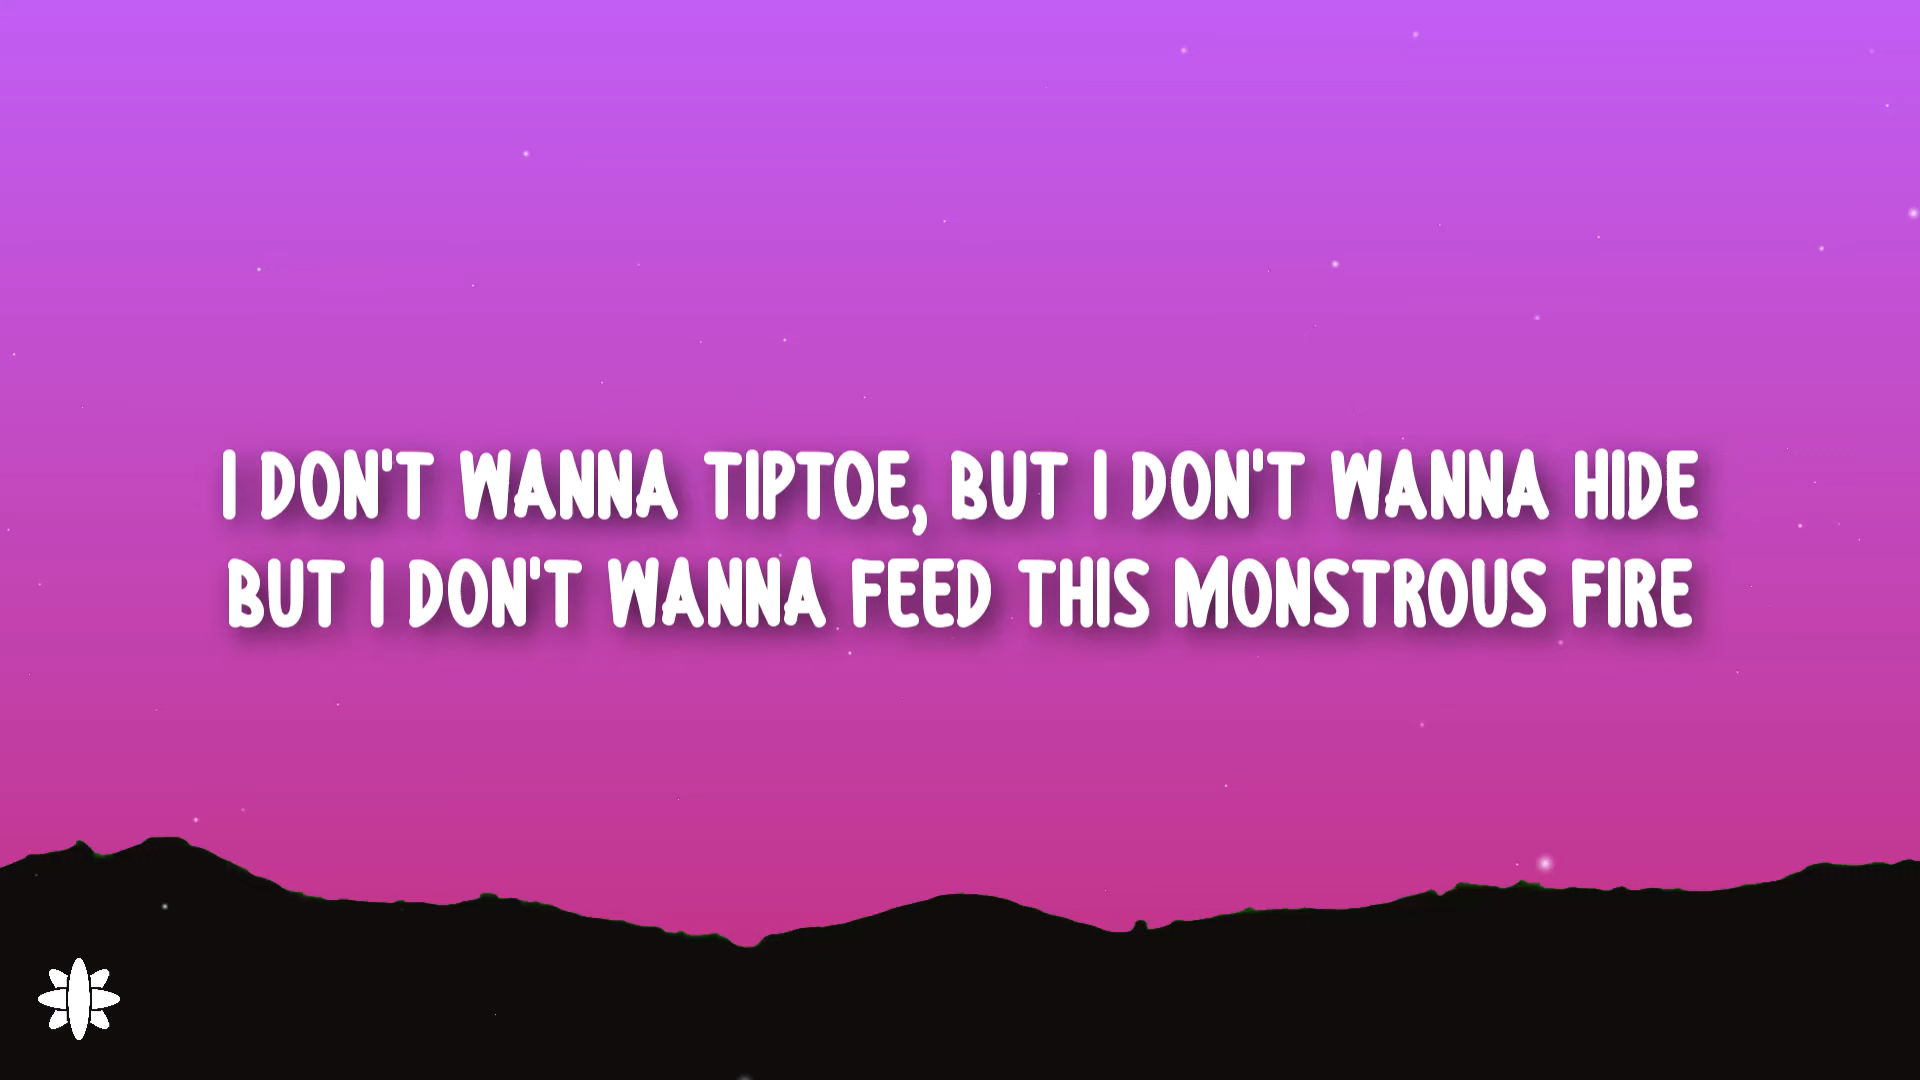 I DON'T WANNA TIPTOE, BUT I DON'T WANNA HIDE
BUT I DON'T WANNA FEED THIS MONSTROUS FIRE